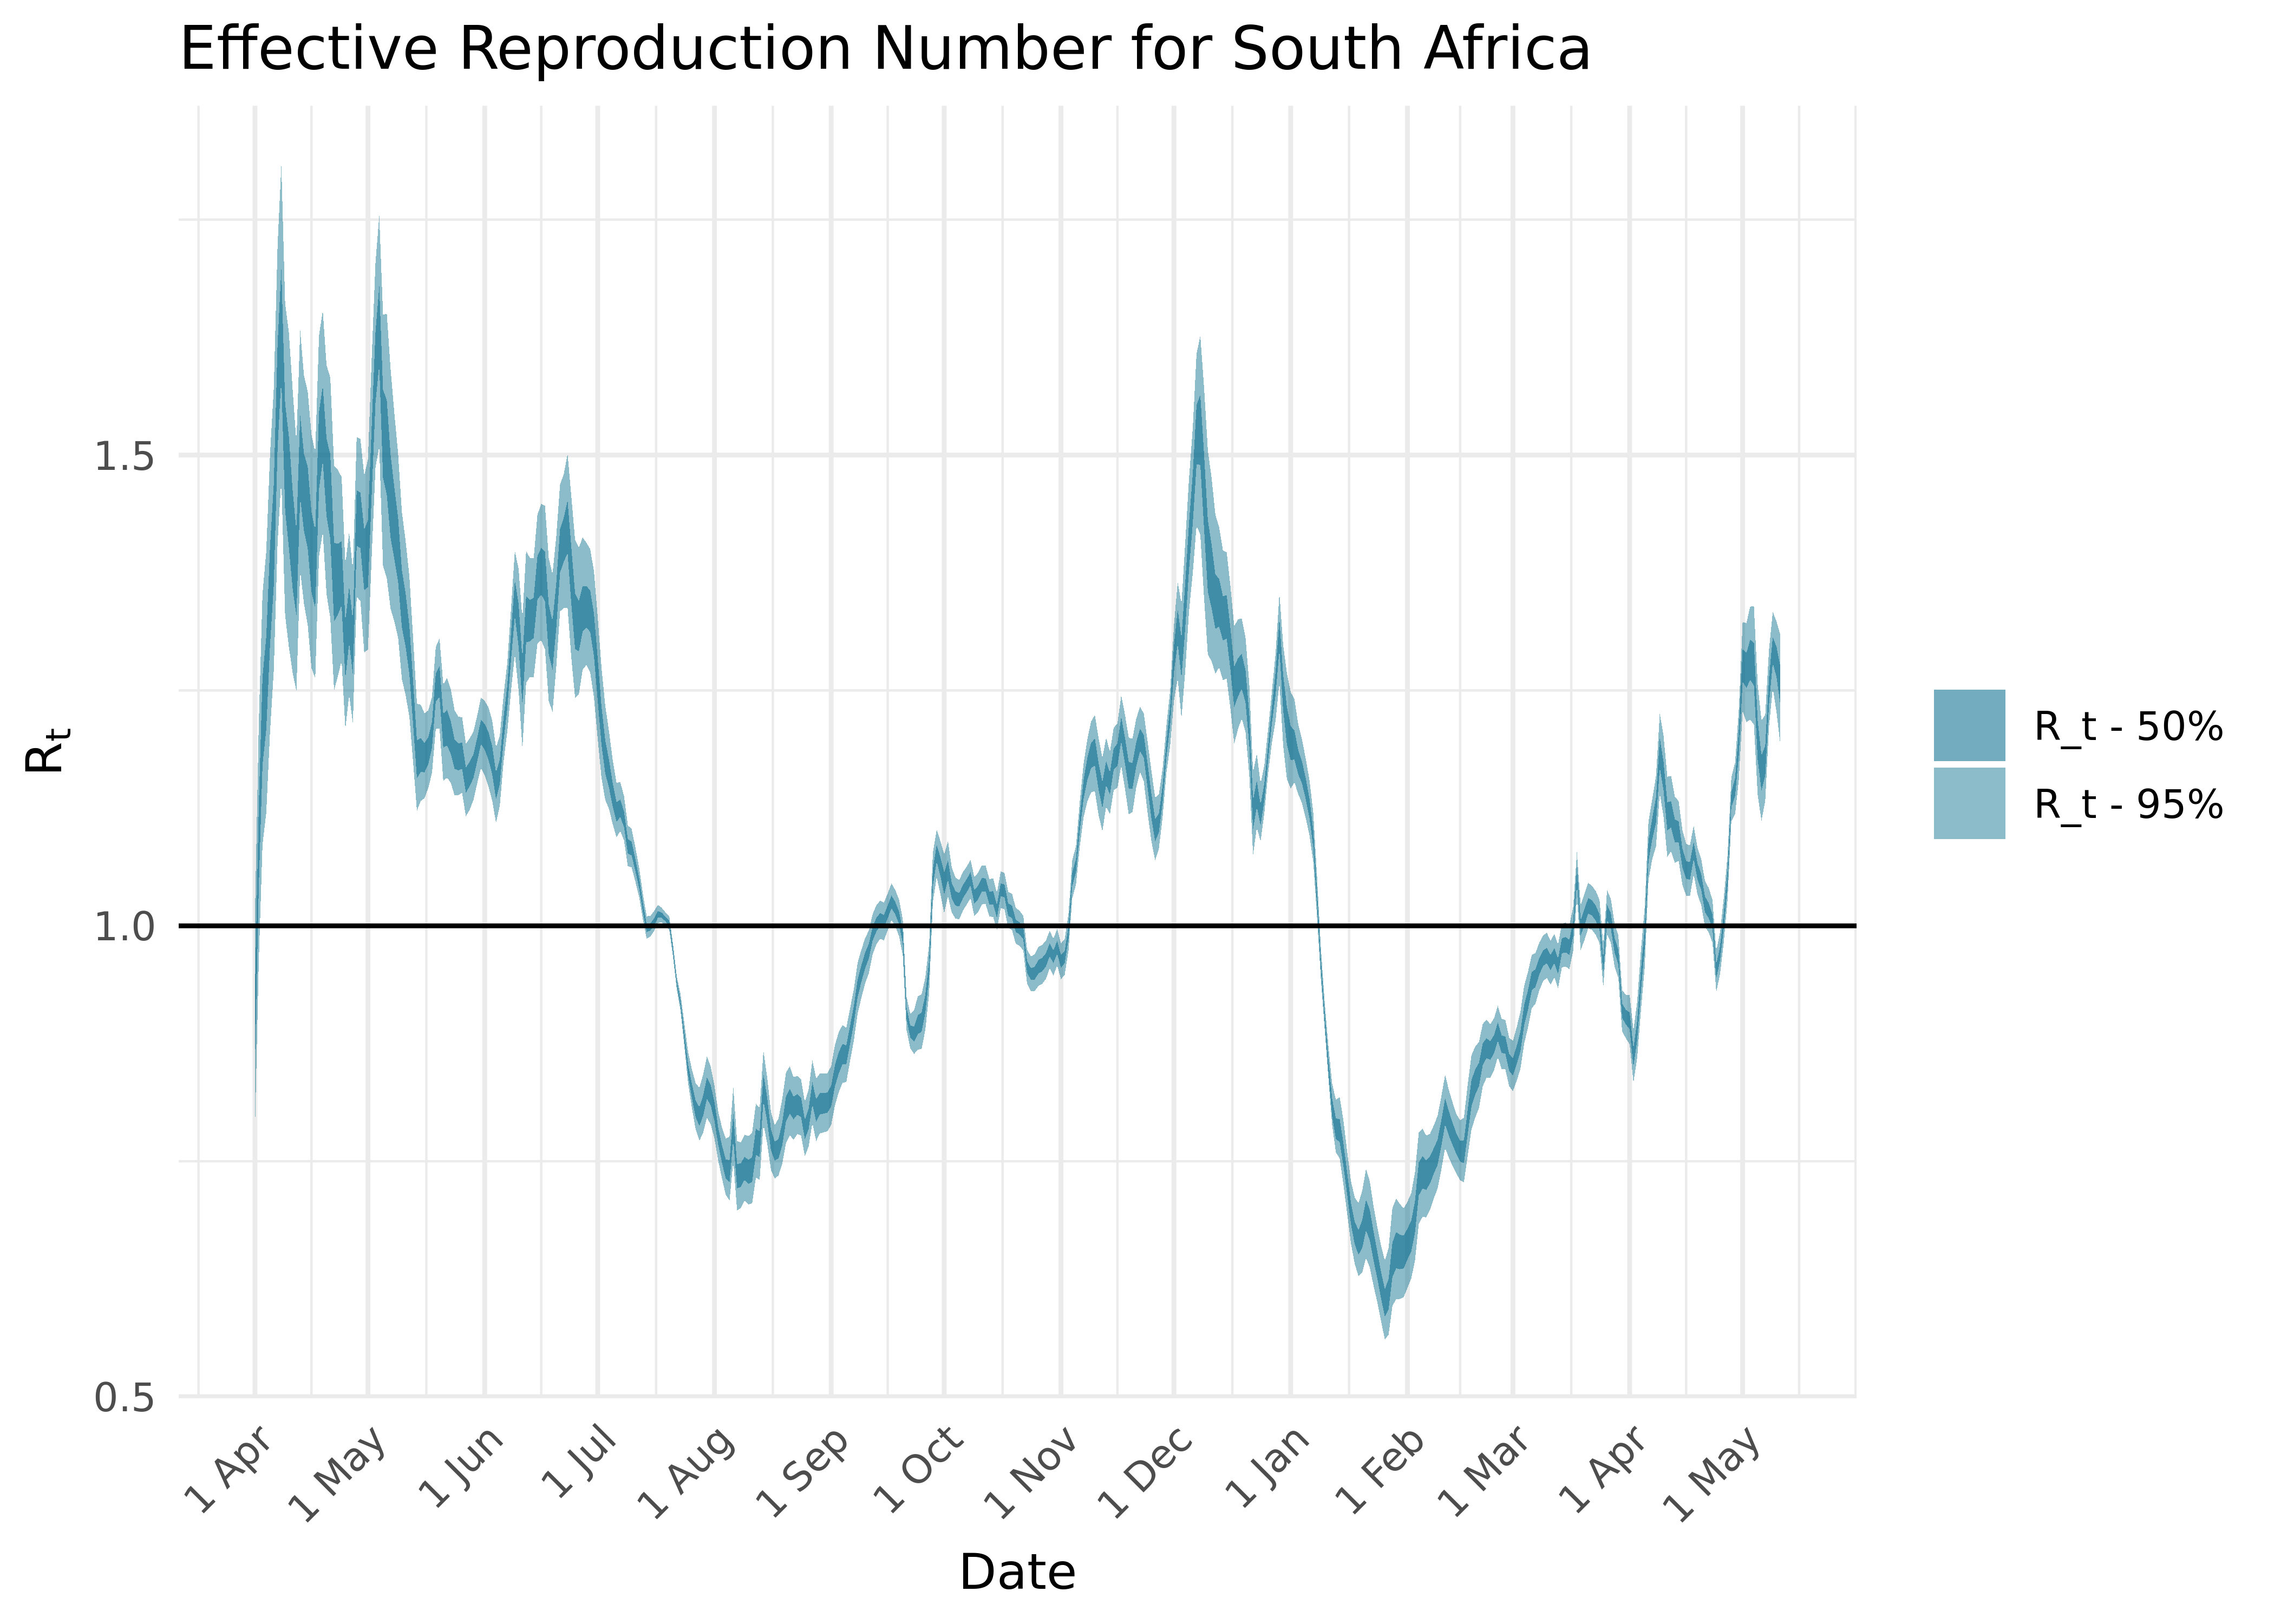 Effective Reproduction Number for South Africa
R_t
1.5
1.0
0.5
1 Apr
1 May
1 Jun
1 Jul
1 Aug
1 Sep
1 Oct
1 Nov
1 Dec
1 Jan
1 Feb
1 Mar
1 Apr
1 May
Date
R_t - 50%
R_t - 95%